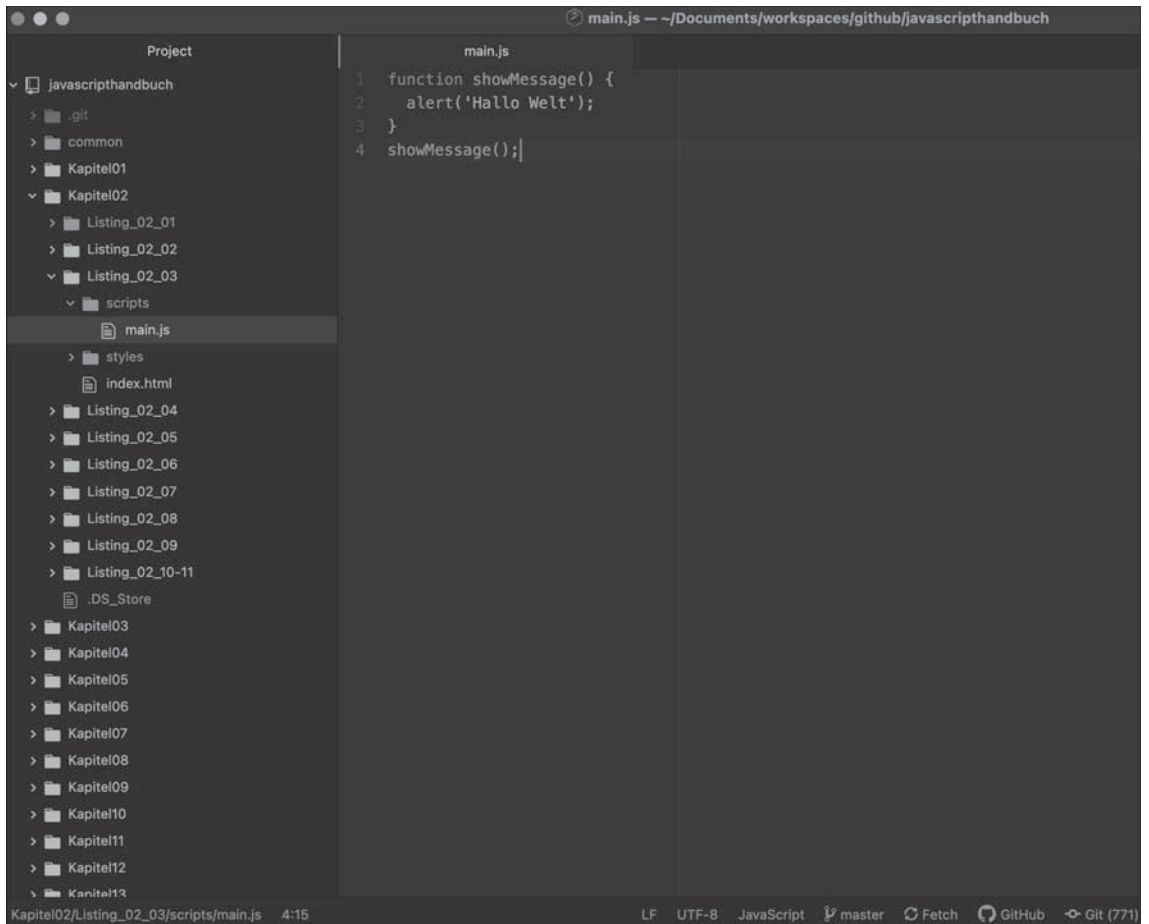 main.js — ~/Documents/workspaces/github/javascripthandbuch
Project
javascripthandbuch
.git
common
Kapitel01
Kapitel02
Listing_02_01
Listing_02_02
Listing_02_03
scripts
main.js
styles
index.html
Listing_02_04
Listing_02_05
Listing_02_06
Listing_02_07
Listing_02_08
Listing_02_09
Listing_02_10-11
.DS_Store
Kapitel03
Kapitel04
Kapitel05
Kapitel06
Kapitel07
Kapitel08
Kapitel09
Kapitel10
Kapitel11
Kapitel12
Kapitel13
main.js
1 function showMessage() {
2 alert('Hallo Welt');
3 }
4 showMessage();
Kapitel02/Listing_02_03/scripts/main.js 4:15 LF UTF-8 JavaScript master Fetch GitHub Git (771)